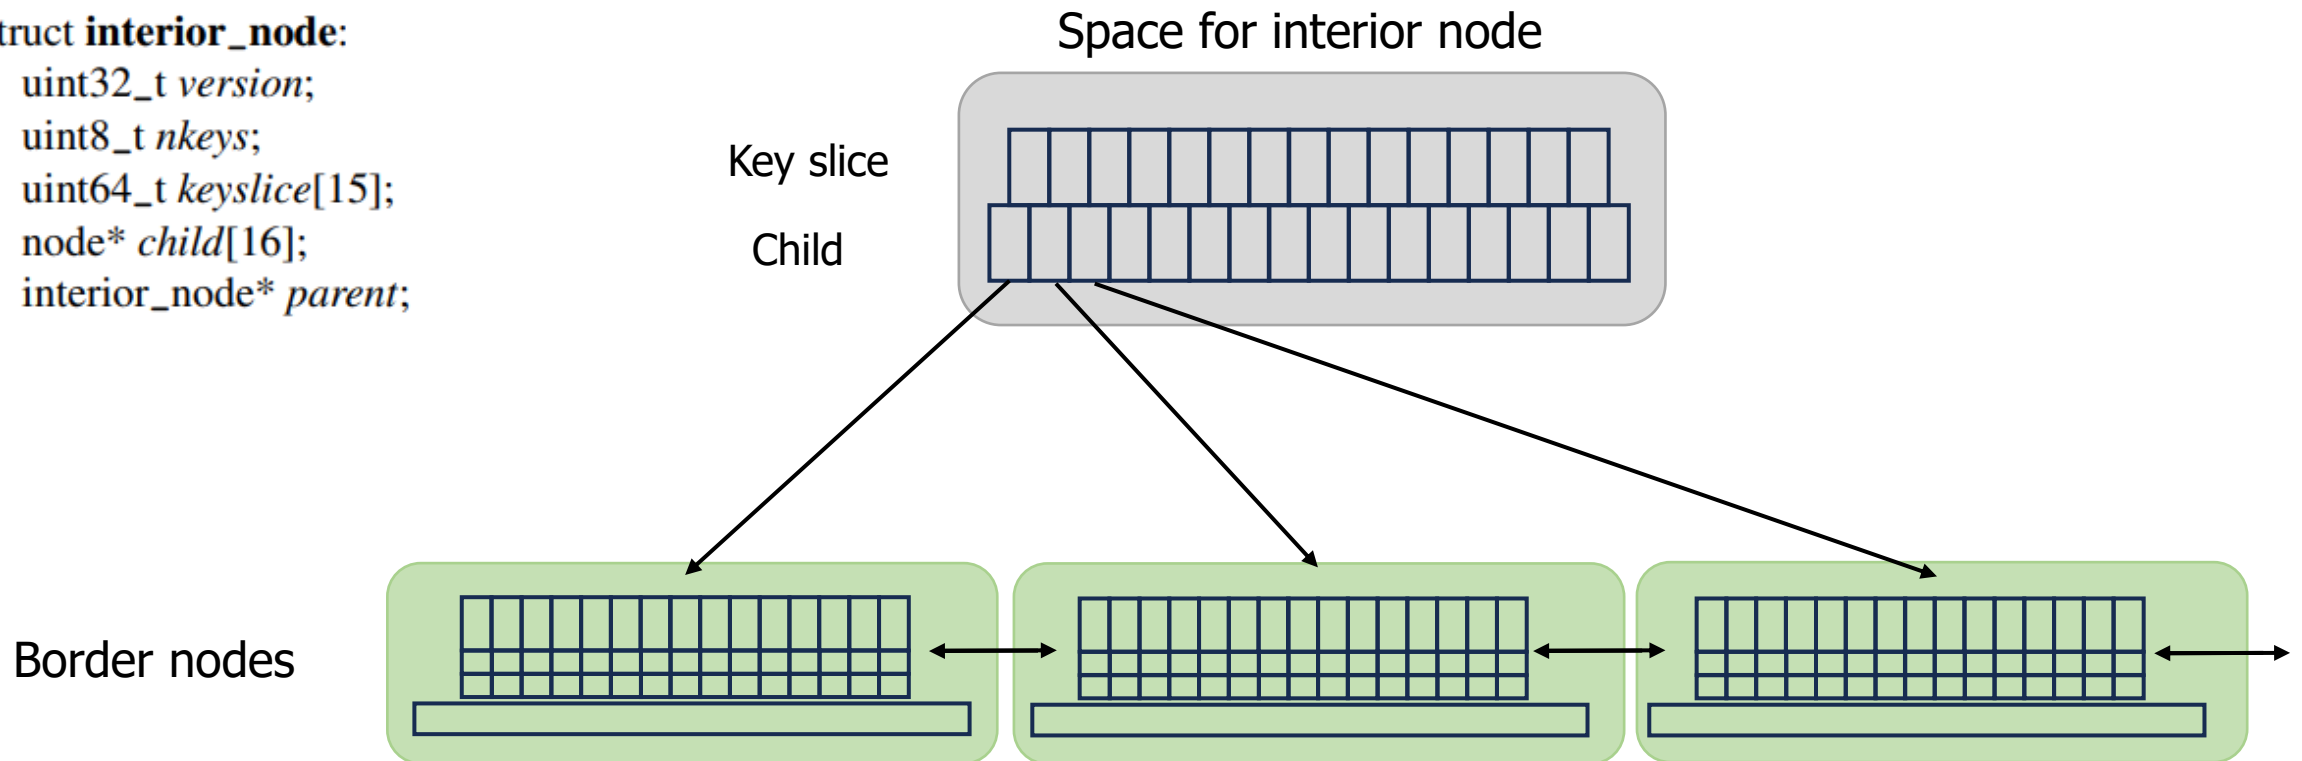 truct interior_node:
uint32_t version;
uint8_t nkeys;
uint64_t keyslice[15];
node* child[16];
interior_node* parent;
Space for interior node
Key slice
Child
Border nodes